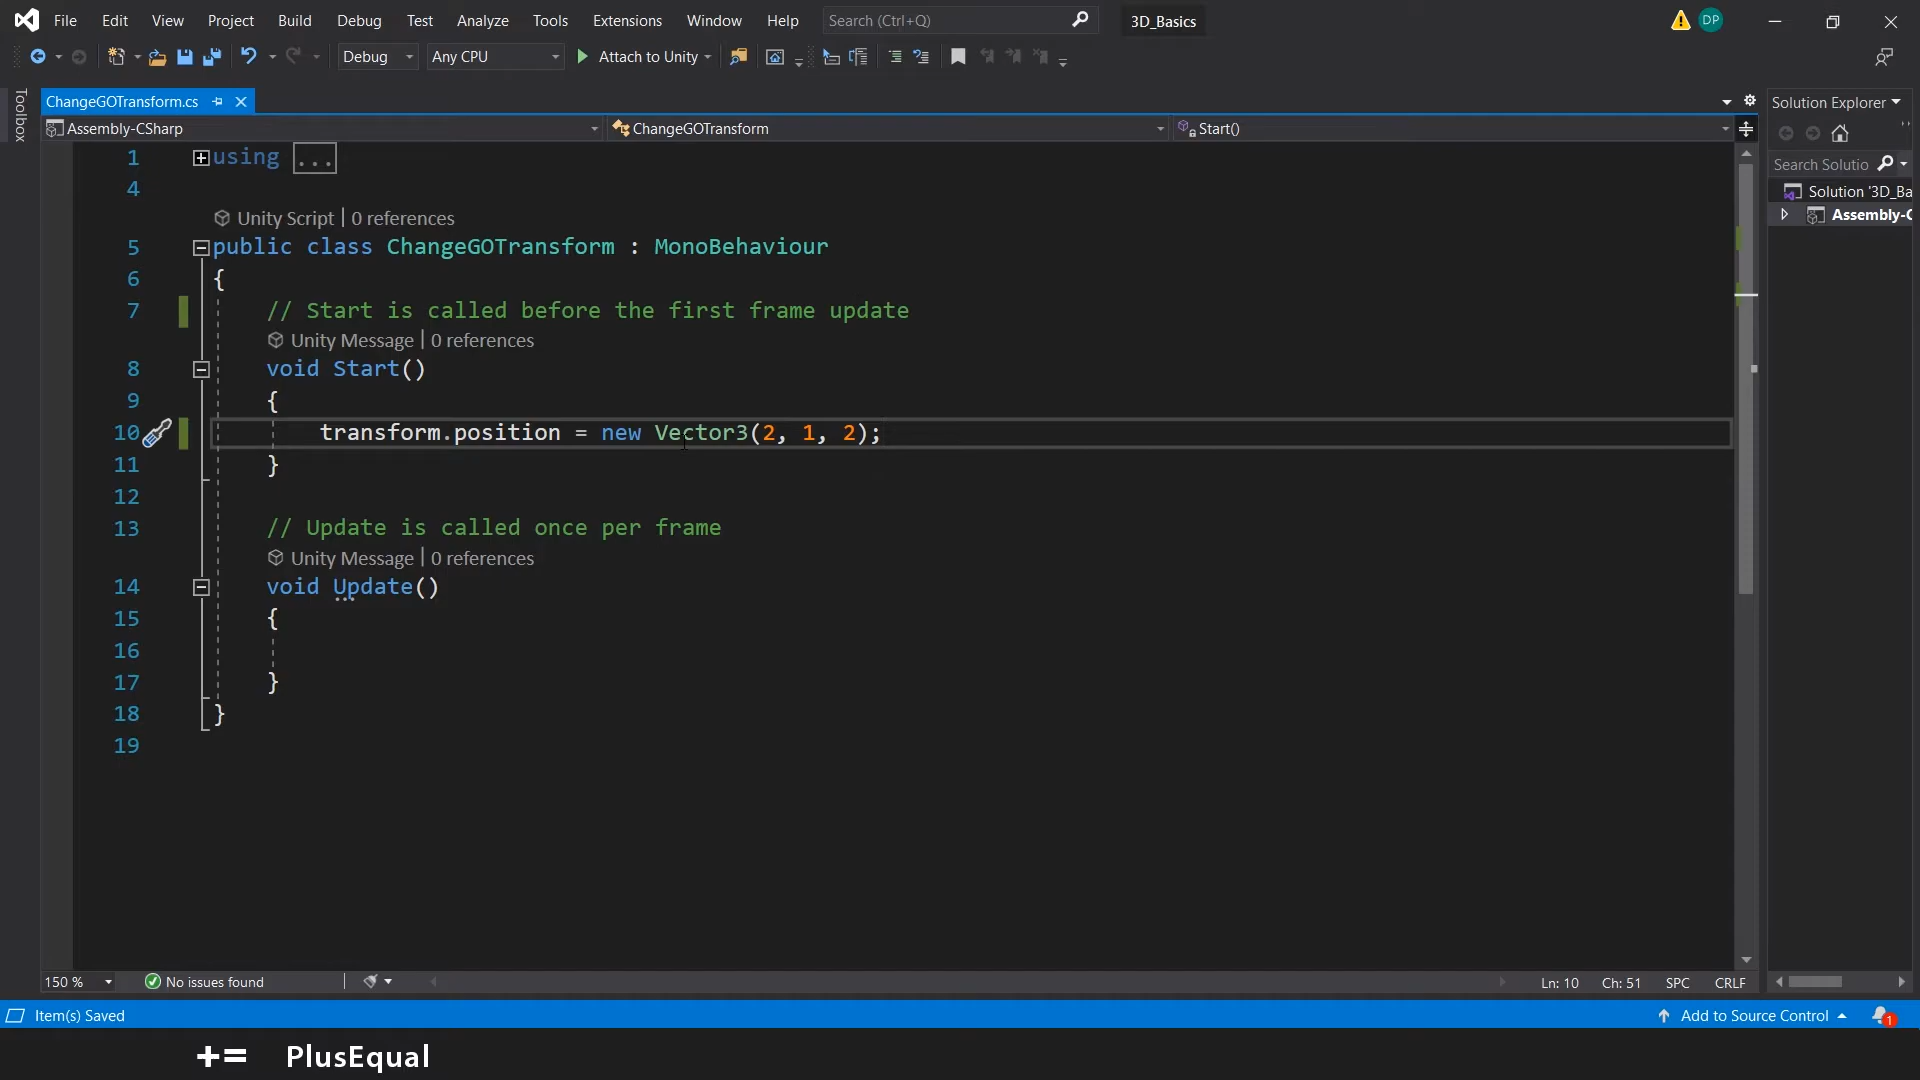 File Edit View Project Build Debug Test Analyze Tools Extensions Window Help Search (Ctrl+Q) 3D_Basics DP
Debug Any CPU Attach to Unity
Toolbox
ChangeGOTransform.cs
Solution Explorer
Assembly-CSharp ChangeGOTransform Start()
Search Solutio
Solution '3D_Ba
Assembly-C
1 using ...
4
Unity Script | 0 references
5 public class ChangeGOTransform : MonoBehaviour
6 {
7 // Start is called before the first frame update
Unity Message | 0 references
8 void Start()
9 {
10 transform.position = new Vector3(2, 1, 2);
11 }
12
13 // Update is called once per frame
Unity Message | 0 references
14 void Update()
15 {
16
17 }
18 }
19
150 % No issues found Ln: 10 Ch: 51 SPC CRLF
Item(s) Saved Add to Source Control 1
+= PlusEqual